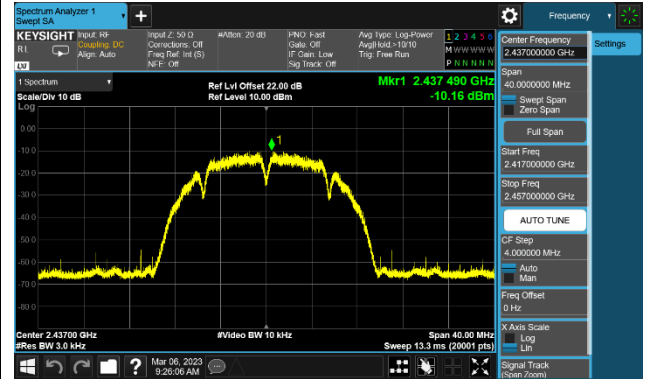 Spectrum Analyzer 1
Swept SA
+
Frequency
KEYSIGHT
RL
LXI
Input: RF
Coupling: DC
Align: Auto
Input Z: 50 Ω
Corrections: Off
Freq Ref: Int (S)
NFE: Off
#Atten: 20 dB
PNO: Fast
Gate: Off
IF Gain: Low
Sig Track: Off
Avg Type: Log-Power
Avg|Hold:>10/10
Trig: Free Run
1 2 3 4 5 6
M W W W W W
P N N N N N
Center Frequency
2.437000000 GHz
Settings
Span
40.0000000 MHz
Swept Span
Zero Span
Full Span
Start Freq
2.417000000 GHz
Stop Freq
2.457000000 GHz
AUTO TUNE
CF Step
4.000000 MHz
Auto
Man
Freq Offset
0 Hz
X Axis Scale
Log
Lin
Signal Track
(Span Zoom)
1 Spectrum
Scale/Div 10 dB
Log
Ref Lvl Offset 22.00 dB
Ref Level 10.00 dBm
Mkr1 2.437 490 GHz
-10.16 dBm
1
0.00
-10.0
-20.0
-30.0
-40.0
-50.0
-60.0
-70.0
-80.0
Center 2.43700 GHz
#Res BW 3.0 kHz
#Video BW 10 kHz
Span 40.00 MHz
Sweep 13.3 ms (20001 pts)
?
Mar 06, 2023
9:26:06 AM